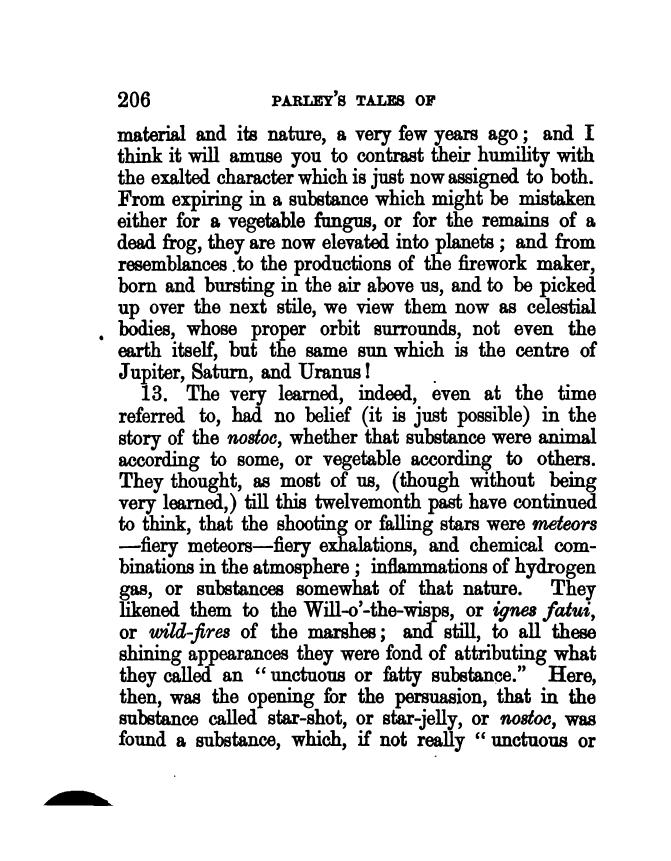 206 PARLEY'S TALES OF
material and its nature, a very few years ago; and I
think it will amuse you to contrast their humility with
the exalted character which is just now assigned to both.
From expiring in a substance which might be mistaken
either for a vegetable fungus, or for the remains of a
dead frog, they are now elevated into planets; and from
resemblances to the productions of the firework maker,
born and bursting in the air above us, and to be picked
up over the next stile, we view them now as celestial
bodies, whose proper orbit surrounds, not even the
earth itself, but the same sun which is the centre of
Jupiter, Saturn, and Uranus!
13. The very learned, indeed, even at the time
referred to, had no belief (it is just possible) in the
story of the nostoc, whether that substance were animal
according to some, or vegetable according to others.
They thought, as most of us, (though without being
very learned,) till this twelvemonth past have continued
to think, that the shooting or falling stars were meteors
—fiery meteors—fiery exhalations, and chemical com-
binations in the atmosphere; inflammations of hydrogen
gas, or substances somewhat of that nature. They
likened them to the Will-o'-the-wisps, or ignes fatui,
or wild-fires of the marshes; and still, to all these
shining appearances they were fond of attributing what
they called an "unctuous or fatty substance." Here,
then, was the opening for the persuasion, that in the
substance called star-shot, or star-jelly, or nostoc, was
found a substance, which, if not really "unctuous or